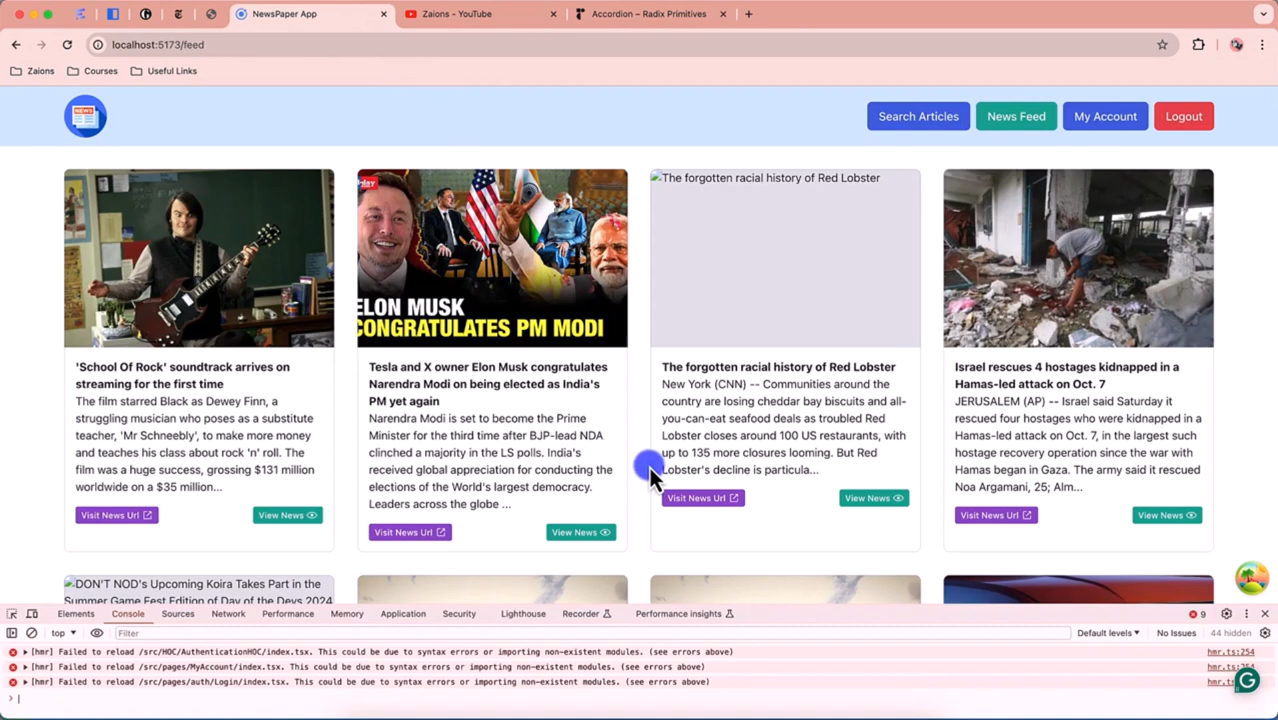 NewsPaper App
Zaions - YouTube
Accordion – Radix Primitives
localhost:5173/feed
Zaions
Courses
Useful Links
NEWS
Search Articles
News Feed
My Account
Logout
ELON MUSK
CONGRATULATES PM MODI
The forgotten racial history of Red Lobster
'School Of Rock' soundtrack arrives on
streaming for the first time
The film starred Black as Dewey Finn, a
struggling musician who poses as a substitute
teacher, 'Mr Schneebly', to make more money
and teaches his class about rock 'n' roll. The
film was a huge success, grossing $131 million
worldwide on a $35 million...
Visit News Url
View News
Tesla and X owner Elon Musk congratulates
Narendra Modi on being elected as India's
PM yet again
Narendra Modi is set to become the Prime
Minister for the third time after BJP-lead NDA
clinched a majority in the LS polls. India's
received global appreciation for conducting the
elections of the World's largest democracy.
Leaders across the globe ...
Visit News Url
View News
The forgotten racial history of Red Lobster
New York (CNN) -- Communities around the
country are losing cheddar bay biscuits and all-
you-can-eat seafood deals as troubled Red
Lobster closes around 100 US restaurants, with
up to 135 more closures looming. But Red
Lobster's decline is particula...
Visit News Url
View News
Israel rescues 4 hostages kidnapped in a
Hamas-led attack on Oct. 7
JERUSALEM (AP) -- Israel said Saturday it
rescued four hostages who were kidnapped in a
Hamas-led attack on Oct. 7, in the largest such
hostage recovery operation since the war with
Hamas began in Gaza. The army said it rescued
Noa Argamani, 25; Alm...
Visit News Url
View News
DON'T NOD's Upcoming Koira Takes Part in the
Summer Game Fest Edition of Day of the Devs 2024
Elements
Console
Sources
Network
Performance
Memory
Application
Security
Lighthouse
Recorder
Performance insights
9
top
Filter
Default levels
No Issues
44 hidden
[hmr] Failed to reload /src/HOC/AuthenticationHOC/index.tsx. This could be due to syntax errors or importing non-existent modules. (see errors above)
hmr.ts:254
[hmr] Failed to reload /src/pages/MyAccount/index.tsx. This could be due to syntax errors or importing non-existent modules. (see errors above)
hmr.ts:254
[hmr] Failed to reload /src/pages/auth/Login/index.tsx. This could be due to syntax errors or importing non-existent modules. (see errors above)